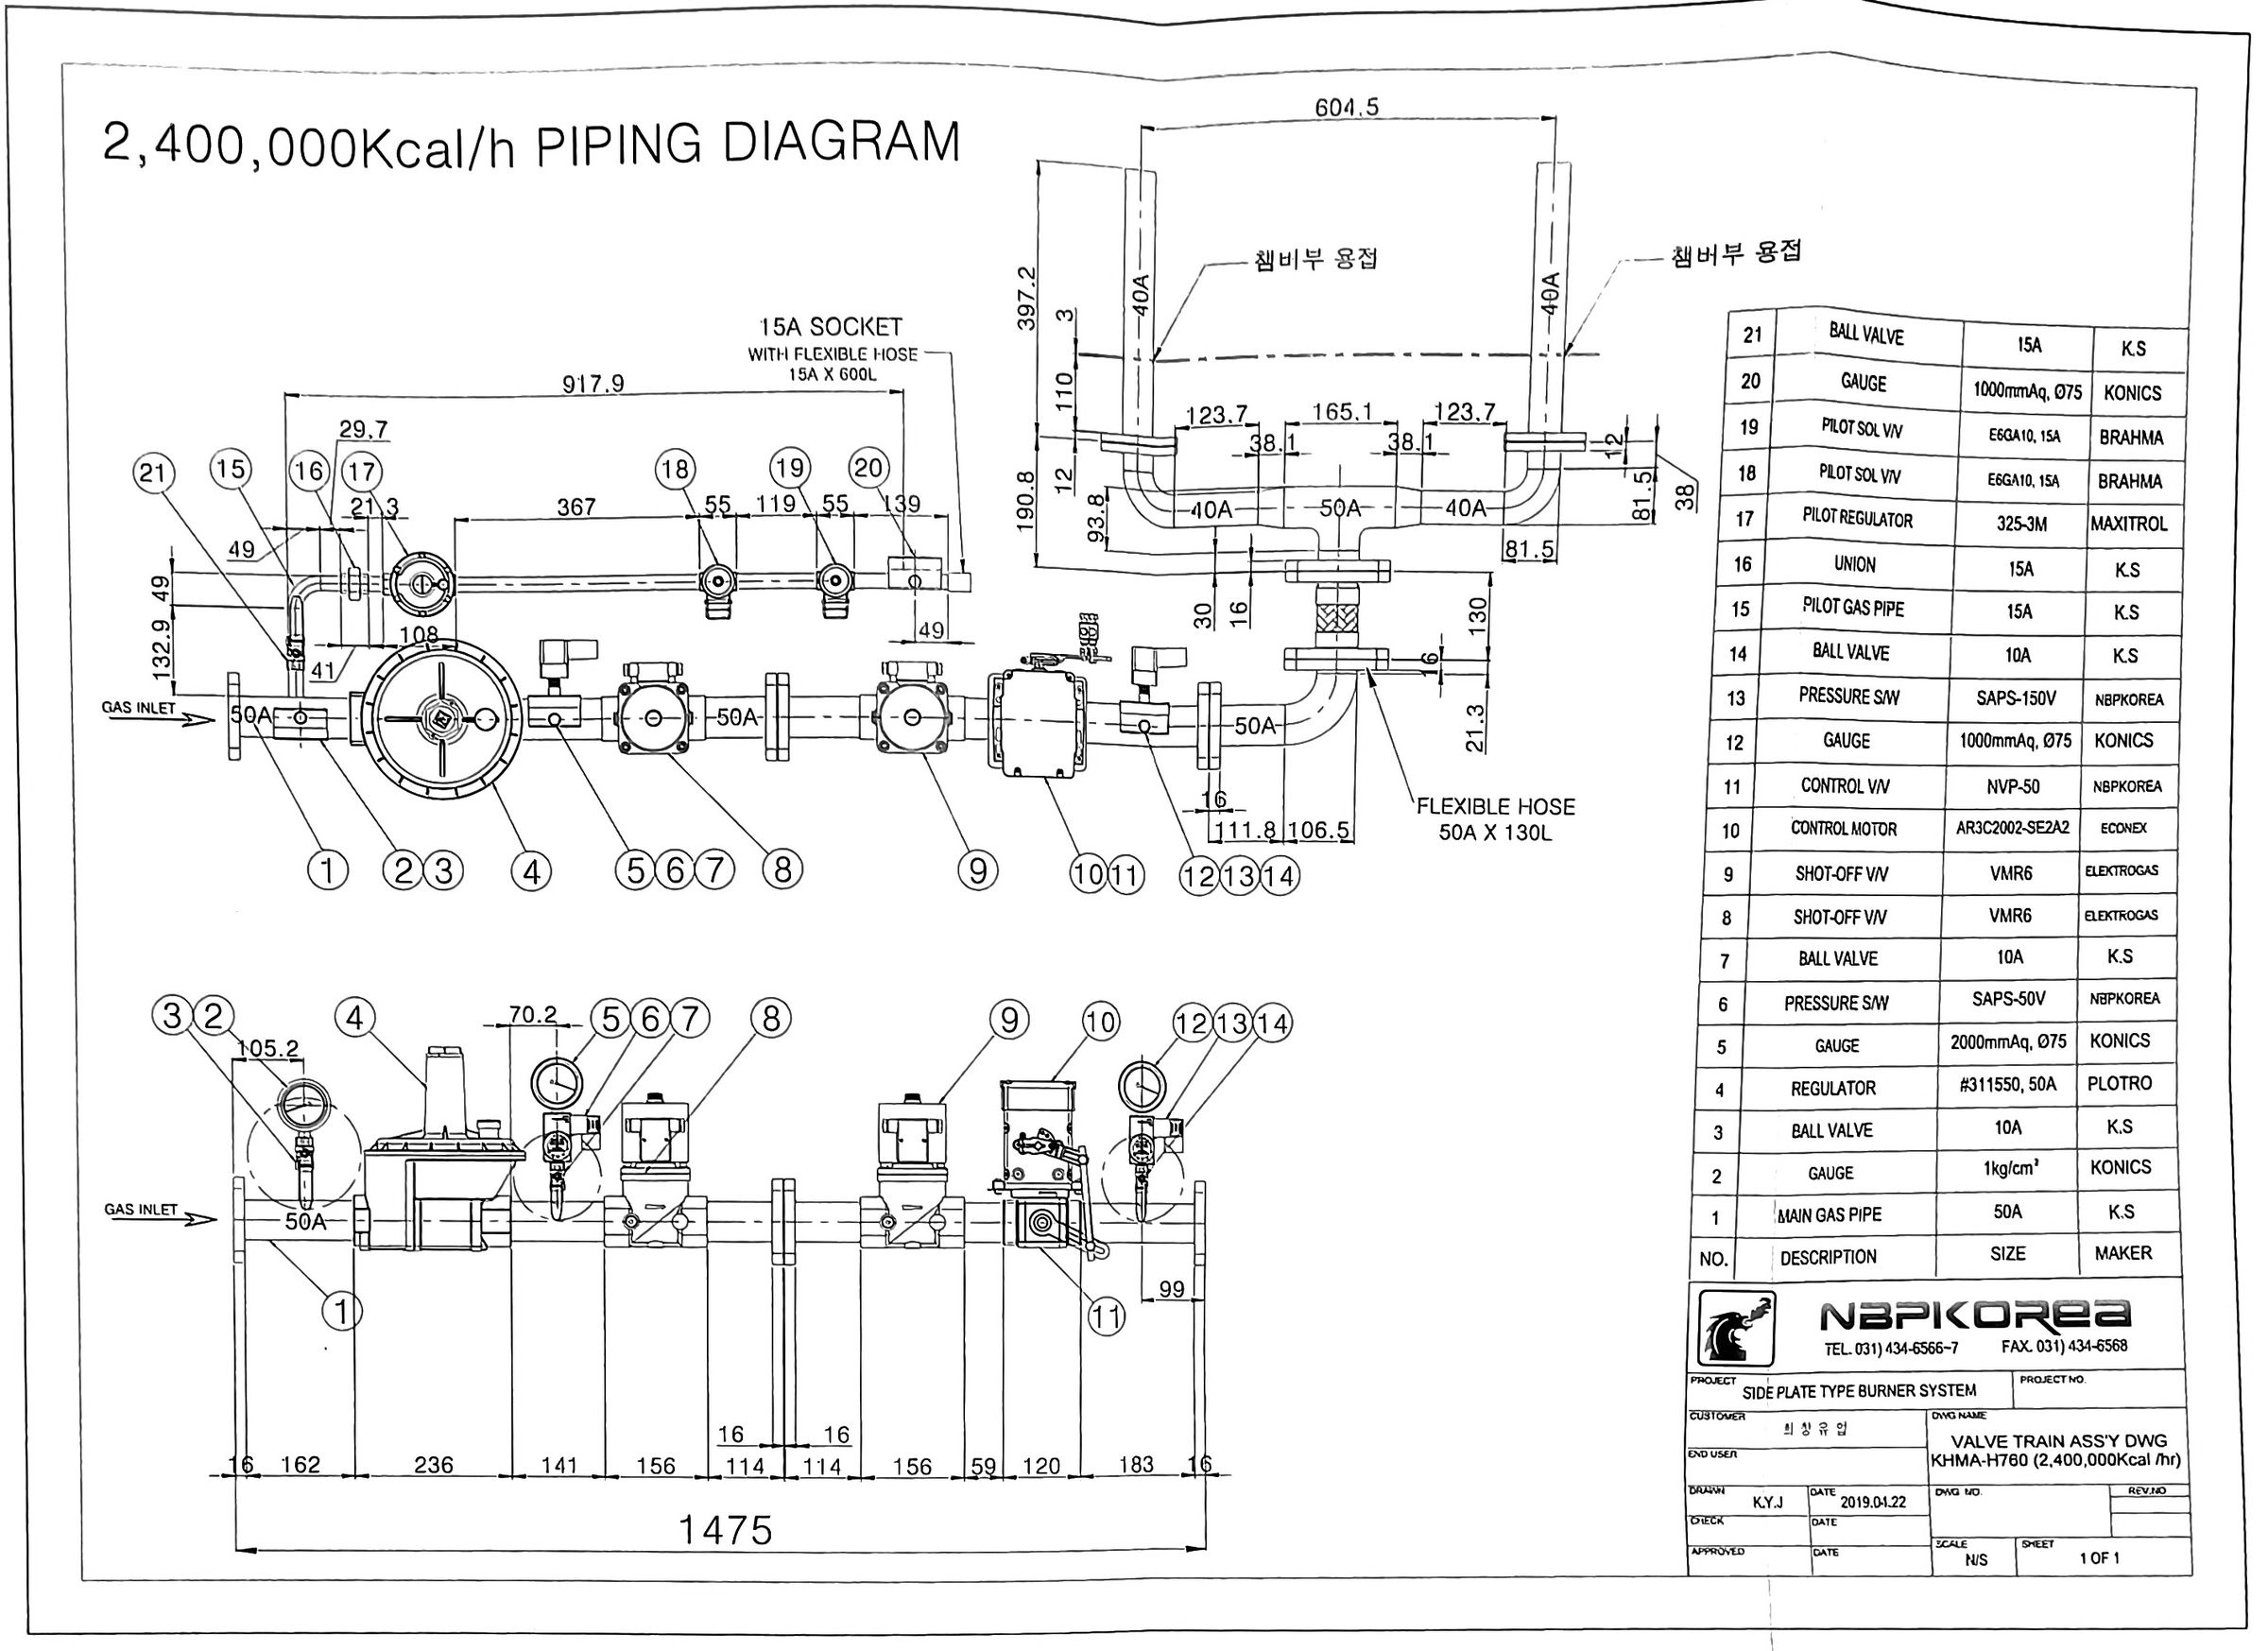 2,400,000Kcal/h PIPING DIAGRAM
604.5
397.2
3
110
12
190.8
93.8
40A
40A
챔비부 용접
챔버부 용접
123.7
165.1
123.7
38.1
38.1
40A
50A
40A
12
81.5
38
81.5
30
16
130
16
21.3
15A SOCKET
WITH FLEXIBLE HOSE
15A X 600L
917.9
29.7
21 15 16 17 18 19 20
21.3
367
55
119
55
139
49
49
132.9
108
41
49
GAS INLET
50A
50A
50A
16
111.8
106.5
FLEXIBLE HOSE
50A X 130L
1 2 3 4 5 6 7 8 9 10 11 12 13 14
3 2 4 5 6 7 8 9 10 12 13 14
105.2
70.2
GAS INLET
50A
1
11
99
16
16
16 162 236 141 156 114 114 156 59 120 183 16
1475
21 BALL VALVE 15A K.S
20 GAUGE 1000mmAq, Ø75 KONICS
19 PILOT SOL V/V E6GA10, 15A BRAHMA
18 PILOT SOL V/V E6GA10, 15A BRAHMA
17 PILOT REGULATOR 325-3M MAXITROL
16 UNION 15A K.S
15 PILOT GAS PIPE 15A K.S
14 BALL VALVE 10A K.S
13 PRESSURE S/W SAPS-150V NBPKOREA
12 GAUGE 1000mmAq, Ø75 KONICS
11 CONTROL V/V NVP-50 NBPKOREA
10 CONTROL MOTOR AR3C2002-SE2A2 ECONEX
9 SHOT-OFF V/V VMR6 ELEKTROGAS
8 SHOT-OFF V/V VMR6 ELEKTROGAS
7 BALL VALVE 10A K.S
6 PRESSURE S/W SAPS-50V NBPKOREA
5 GAUGE 2000mmAq, Ø75 KONICS
4 REGULATOR #311550, 50A PLOTRO
3 BALL VALVE 10A K.S
2 GAUGE 1kg/cm² KONICS
1 MAIN GAS PIPE 50A K.S
NO. DESCRIPTION SIZE MAKER
NBPKOREA
TEL. 031) 434-6566~7 FAX. 031) 434-6568
PROJECT SIDE PLATE TYPE BURNER SYSTEM PROJECT NO.
CUSTOMER
END USER
DWG NAME
VALVE TRAIN ASS'Y DWG
KHMA-H760 (2,400,000Kcal /hr)
DRAWN K.Y.J DATE 2019.04.22 DWG NO. REV.NO
CHECK DATE
APPROVED DATE
SCALE N/S SHEET 1 OF 1